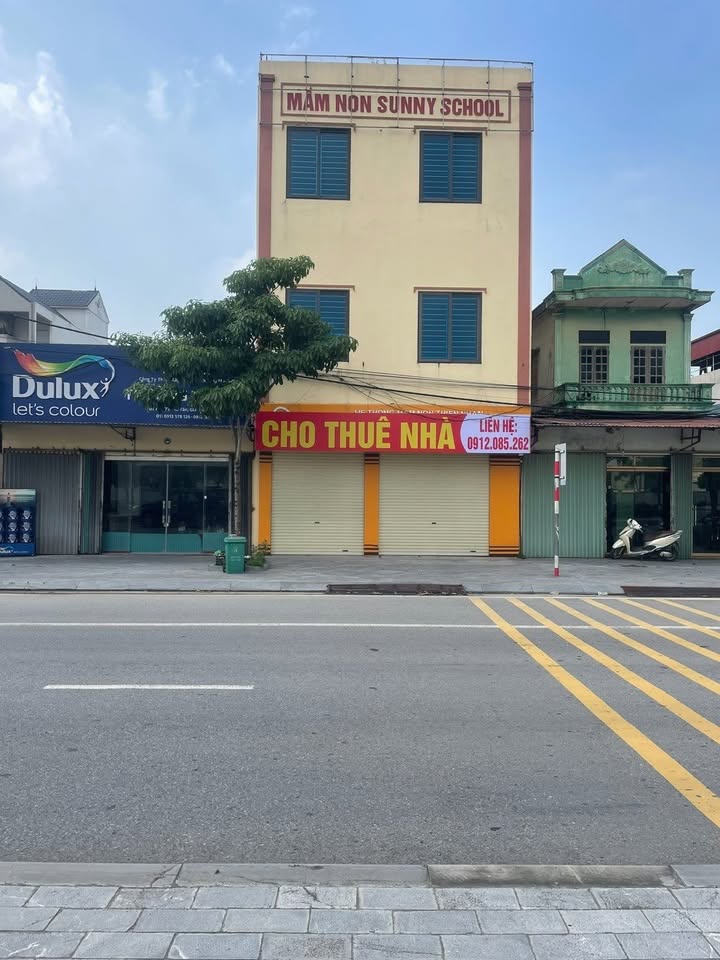 MẦM NON SUNNY SCHOOL
Dulux
let's colour
CHO THUÊ NHÀ
LIÊN HỆ:
0912.085.262